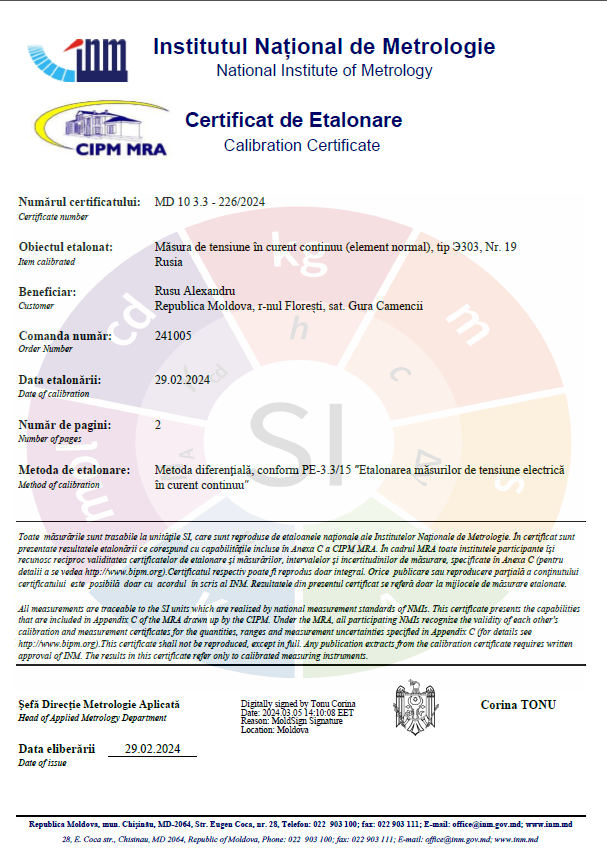 inm
Institutul Național de Metrologie
National Institute of Metrology
CIPM MRA
Certificat de Etalonare
Calibration Certificate
Numărul certificatului: MD 10 3.3 - 226/2024
Certificate number
Obiectul etalonat: Măsura de tensiune în curent continuu (element normal), tip Э303, Nr. 19
Item calibrated Rusia
Beneficiar: Rusu Alexandru
Customer Republica Moldova, r-nul Florești, sat. Gura Camencii
Comanda număr: 241005
Order Number
Data etalonării: 29.02.2024
Date of calibration
Număr de pagini: 2
Number of pages
Metoda de etalonare: Metoda diferențială, conform PE-3.3/15 "Etalonarea măsurilor de tensiune electrică
Method of calibration în curent continuu"
kg
m
s
mol
cd
h
c
SI
Toate măsurările sunt trasabile la unitățile SI, care sunt reproduse de etaloanele naționale ale Institutelor Naționale de Metrologie. În certificat sunt
prezentate rezultatele etalonării ce corespund cu capabilitățile incluse în Anexa C a CIPM MRA. În cadrul MRA toate institutele participante își
recunosc reciproc validitatea certificatelor de etalonare și măsurărilor, intervalelor și incertitudinilor de măsurare, specificate în Anexa C (pentru
detalii a se vedea http://www.bipm.org).Certificatul respectiv poate fi reprodus doar integral. Orice publicare sau reproducere parțială a conținutului
certificatului este posibilă doar cu acordul în scris al INM. Rezultatele din prezentul certificat se referă doar la mijloacele de măsurare etalonate.
All measurements are traceable to the SI units which are realized by national measurement standards of NMIs. This certificate presents the capabilities
that are included in Appendix C of the MRA drawn up by the CIPM. Under the MRA, all participating NMIs recognize the validity of each other's
calibration and measurement certificates for the quantities, ranges and measurement uncertainties specified in Appendix C (for details see
http://www.bipm.org).This certificate shall not be reproduced, except in full. Any publication extracts from the calibration certificate requires written
approval of INM. The results in this certificate refer only to calibrated measuring instruments.
Șefă Direcție Metrologie Aplicată
Head of Applied Metrology Department
Digitally signed by Tonu Corina
Date: 2024.03.05 14:10:08 EET
Reason: MoldSign Signature
Location: Moldova
Corina TONU
Data eliberării 29.02.2024
Date of issue
Republica Moldova, mun. Chișinău, MD-2064, Str. Eugen Coca, nr. 28, Telefon: 022 903 100; fax: 022 903 111; E-mail: office@inm.gov.md; www.inm.md
28, E. Coca str., Chisinau, MD 2064, Republic of Moldova, Phone: 022 903 100; fax: 022 903 111; E-mail: office@inm.gov.md; www.inm.md